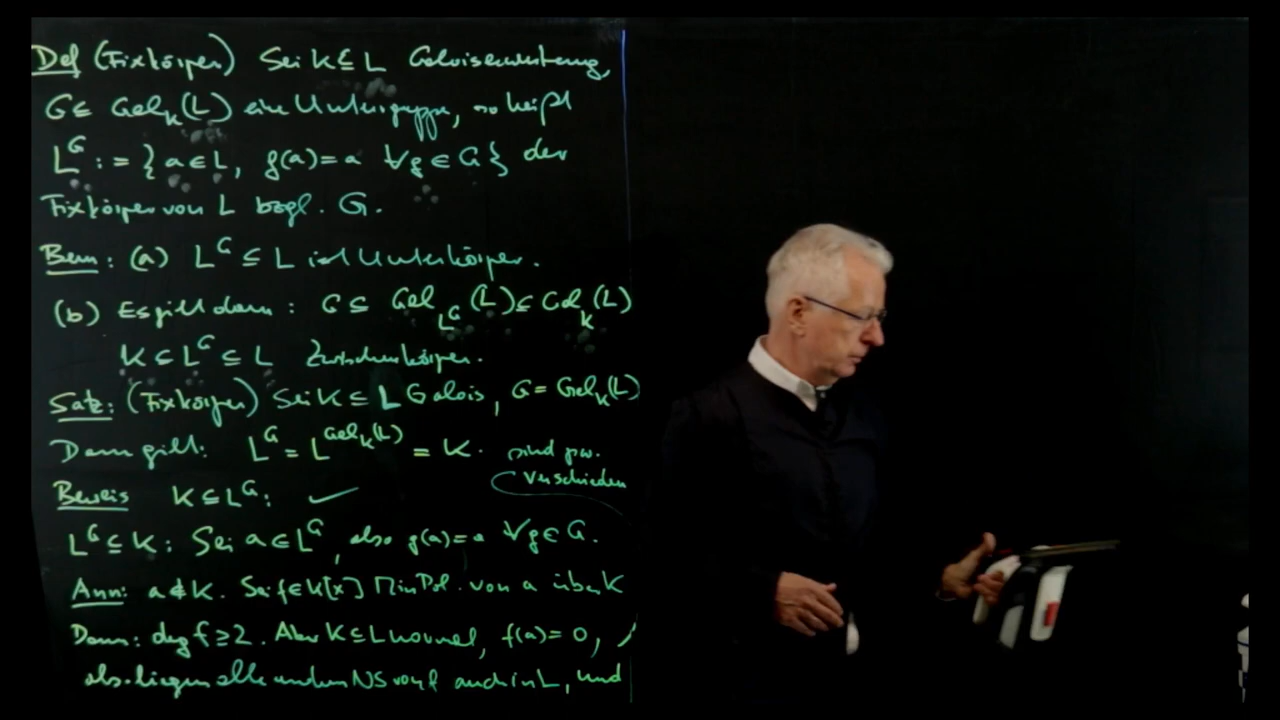 Def (Fixkörper) Sei K ⊆ L Galoiserweiterung,
G ⊆ Gal_K(L) eine Untergruppe, so heißt
L^G := { a ∈ L, g(a) = a ∀g ∈ G } der
Fixkörper von L bzgl. G.
Bem: (a) L^G ⊆ L ist Unterkörper.
(b) Es gilt dann: G ⊆ Gal_{L^G}(L) ⊆ Gal_K(L)
K ⊆ L^G ⊆ L Zwischenkörper.
Satz: (Fixkörper) Sei K ⊆ L Galois, G = Gal_K(L)
Dann gilt: L^G = L^{Gal_K(L)} = K.
sind pw.
verschieden
Beweis K ⊆ L^G: ✓
L^G ⊆ K: Sei a ∈ L^G, also g(a) = a ∀g ∈ G.
Ann: a ∉ K. Sei f ∈ K[x] MinPol. von a über K
Dann: deg f ≥ 2. Aber K ⊆ L normal, f(a) = 0,
also liegen alle andern NS von f auch in L, und